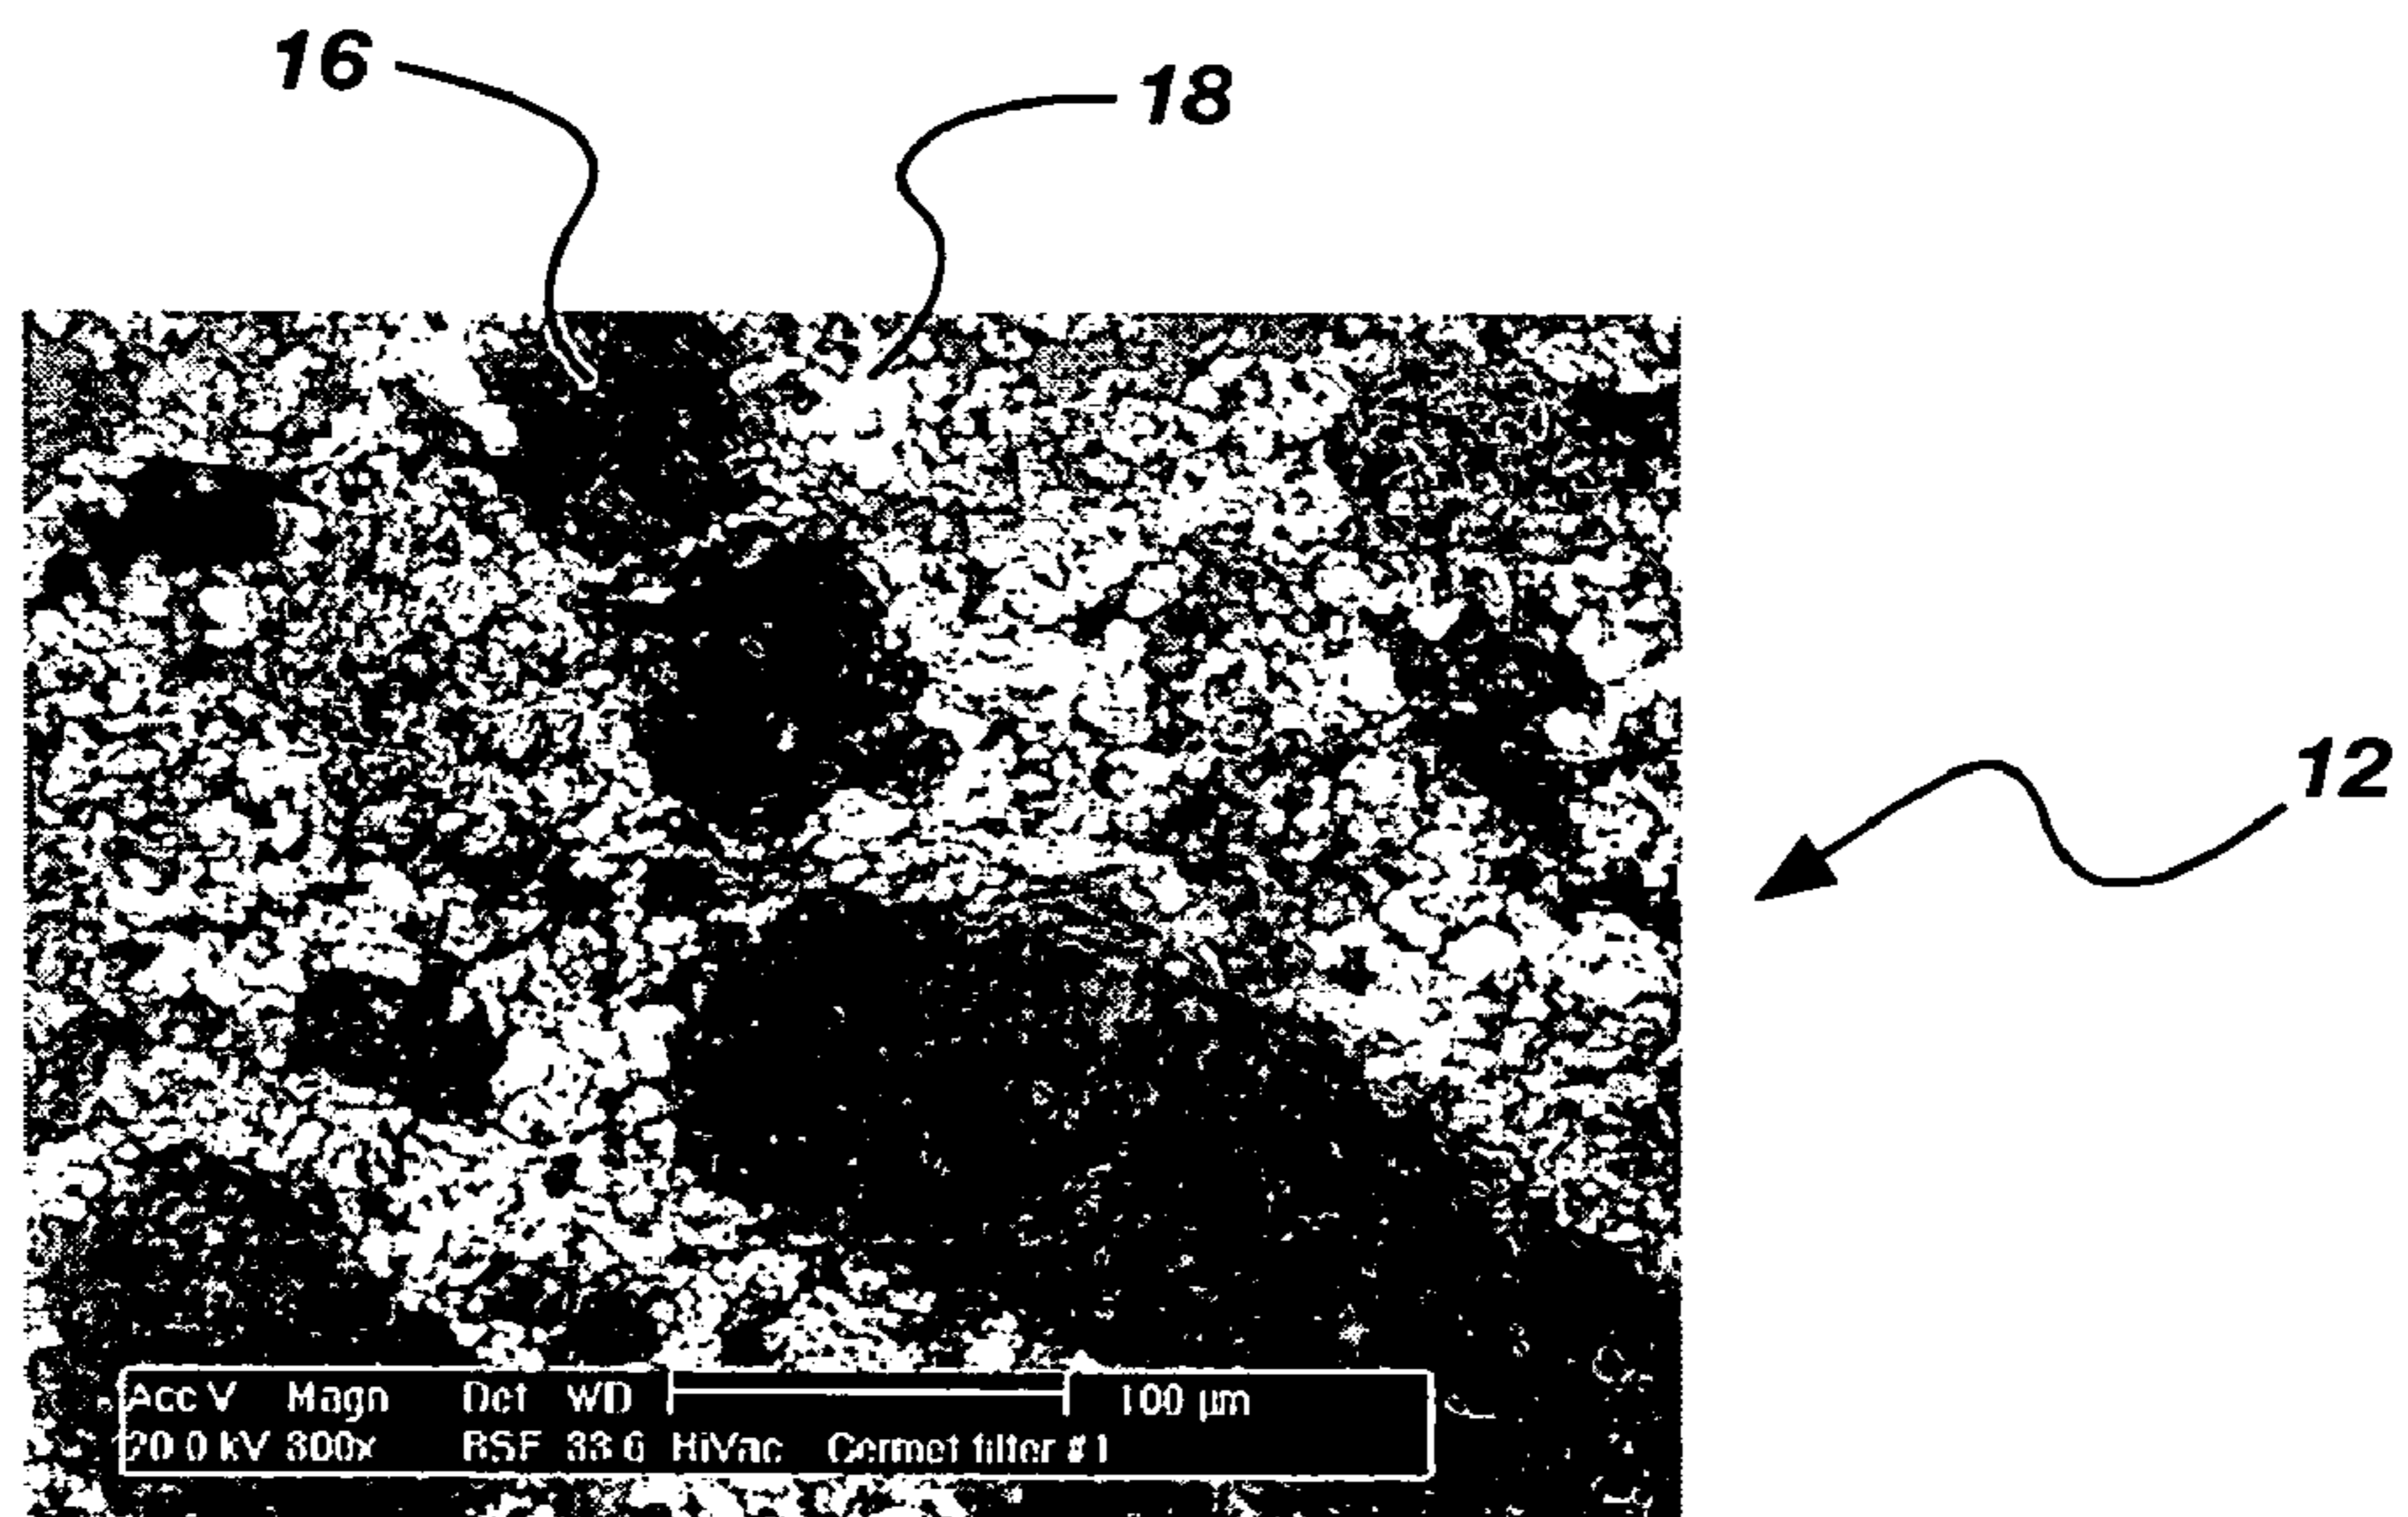 16
18
12
Acc V Magn Det WD 100 µm
20.0 kV 300x BSE 33.6 HiVac Cermet filter #1